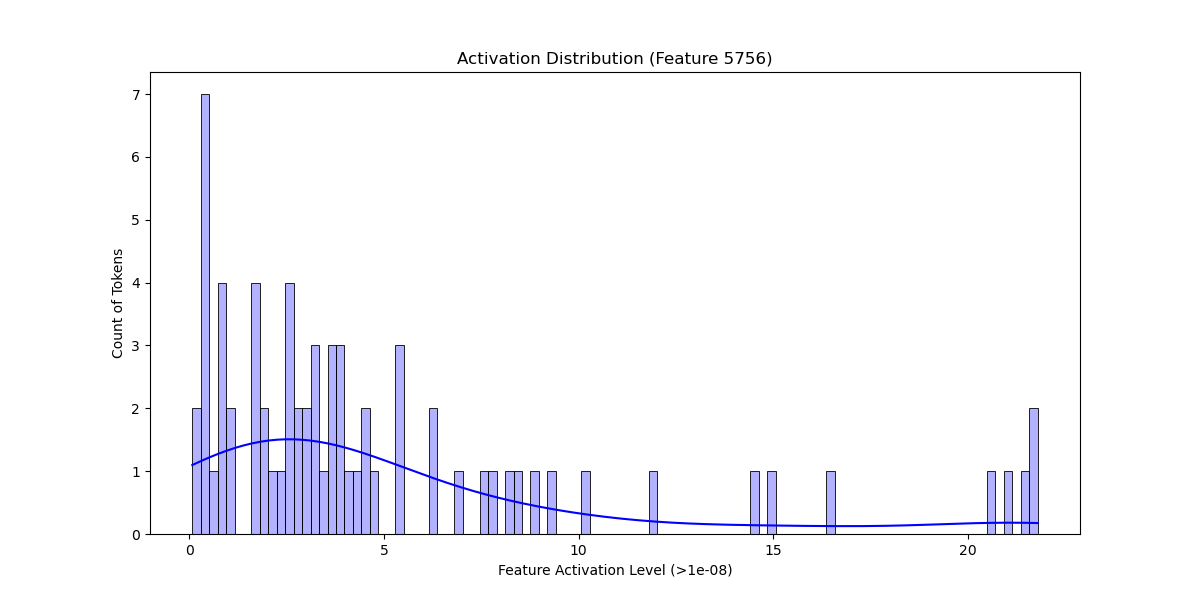 Activation Distribution (Feature 5756)
Count of Tokens
7
6
5
4
3
2
1
0
0 5 10 15 20
Feature Activation Level (>1e-08)